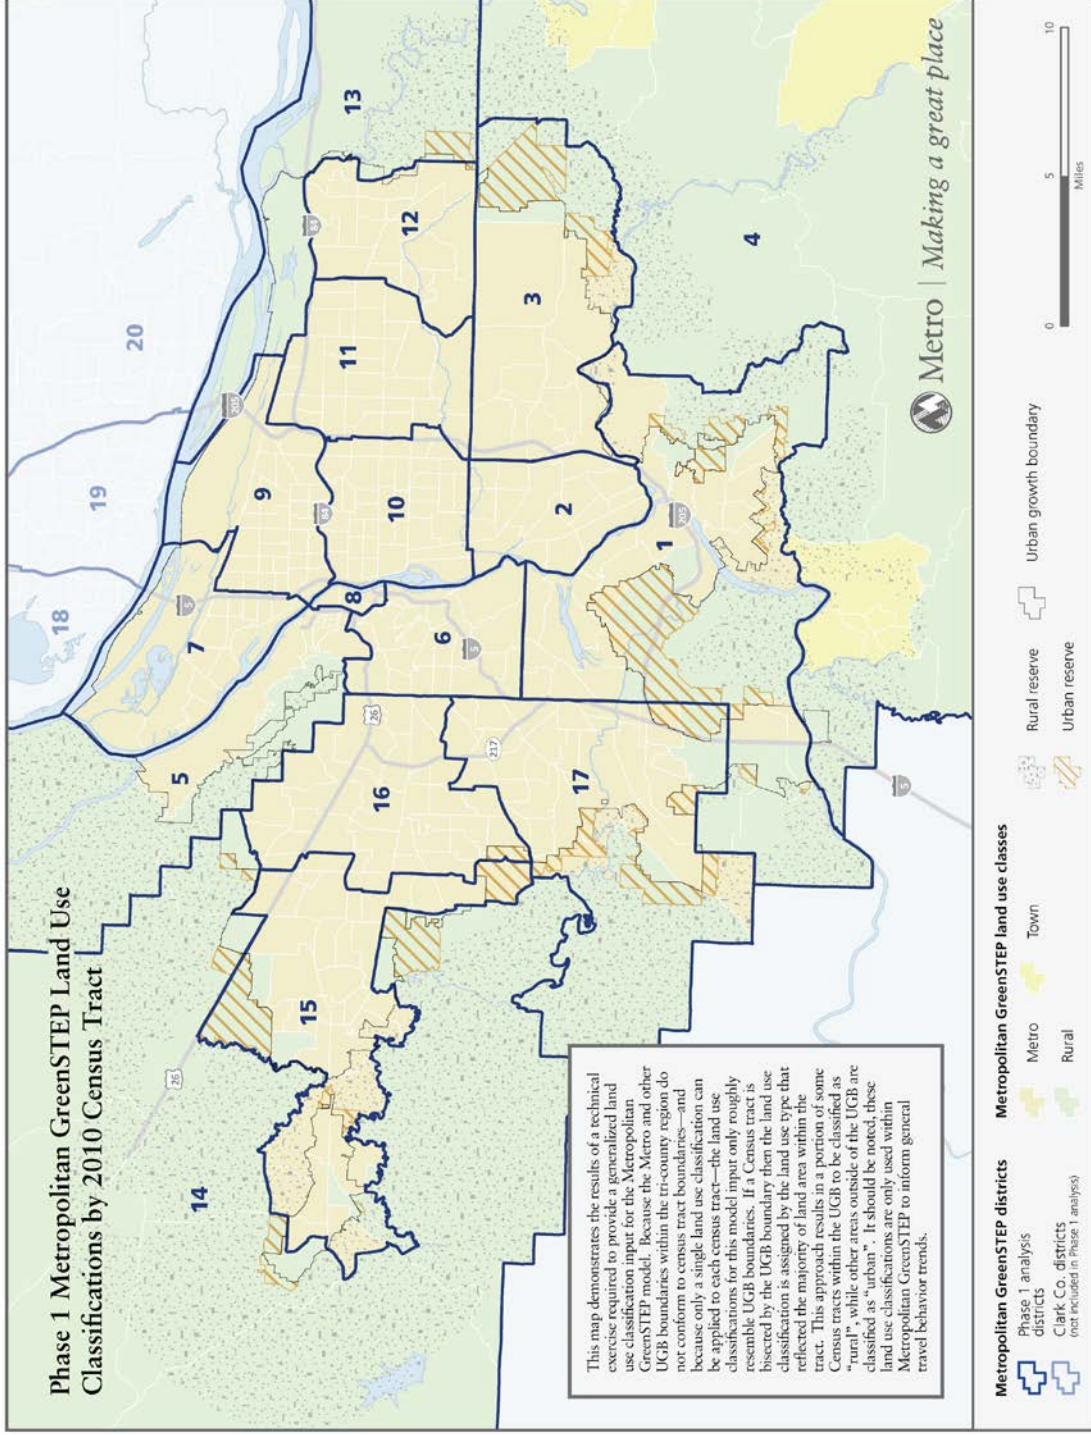 Phase 1 Metropolitan GreenSTEP Land Use
Classifications by 2010 Census Tract
26
14
15
5
16
17
26
217
18
19
20
7
5
9
205
84
8
6
5
10
11
84
12
13
2
3
1
205
4
5
This map demonstrates the results of a technical
exercise required to provide a generalized land
use classification input for the Metropolitan
GreenSTEP model. Because the Metro and other
UGB boundaries within the tri-county region do
not conform to census tract boundaries—and
because only a single land use classification can
be applied to each census tract—the land use
classifications for this model input only roughly
resemble UGB boundaries. If a Census tract is
bisected by the UGB boundary then the land use
classification is assigned by the land use type that
reflected the majority of land area within the
tract. This approach results in a portion of some
Census tracts within the UGB to be classified as
"rural", while other areas outside of the UGB are
classified as "urban". It should be noted, these
land use classifications are only used within
Metropolitan GreenSTEP to inform general
travel behavior trends.
Metro | Making a great place
Metropolitan GreenSTEP districts
Phase 1 analysis
districts
Clark Co. districts
(not included in Phase 1 analysis)
Metropolitan GreenSTEP land use classes
Metro
Town
Rural
Rural reserve
Urban reserve
Urban growth boundary
0
5
10
Miles